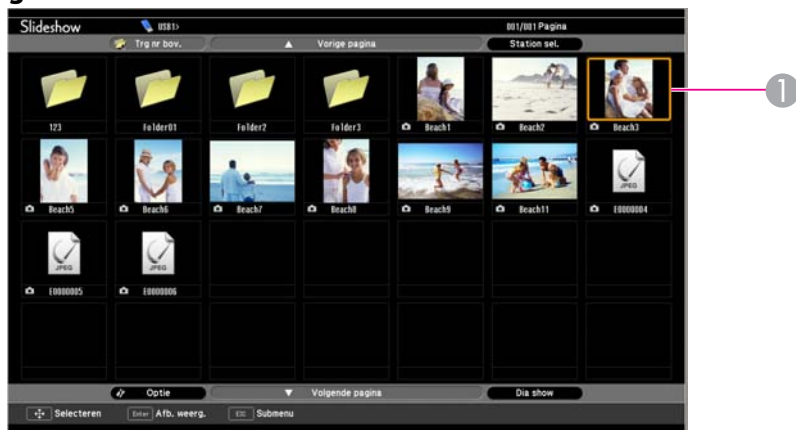 Slideshow USB1> 001/001 Pagina
Trg nr bov. Vorige pagina Station sel.
123 Folder01 Folder2 Folder3 Beach1 Beach2 Beach3
1
Beach5 Beach6 Beach7 Beach8 Beach9 Beach11 JPEG E0000004
JPEG E0000005 JPEG E0000006
Optie Volgende pagina Dia show
Selecteren Enter Afb. weerg. Esc Submenu